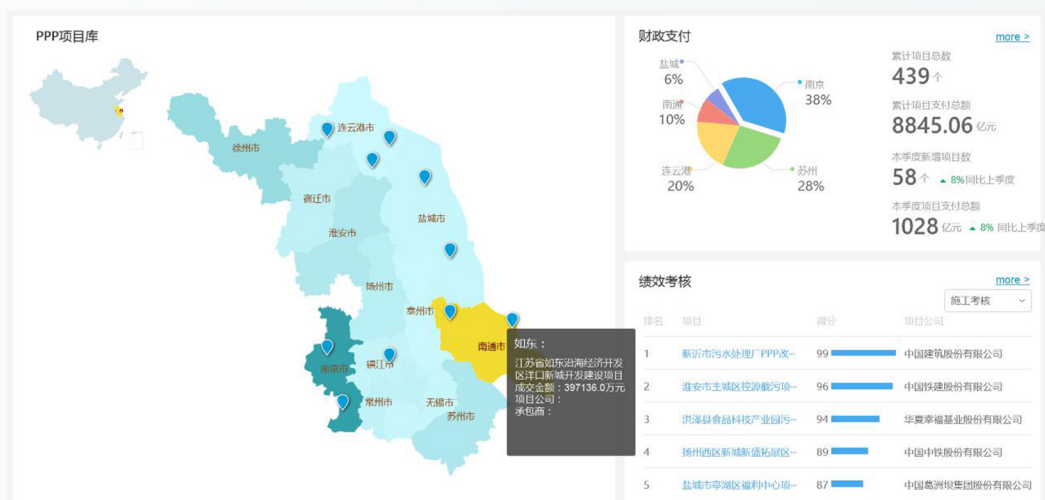 PPP项目库
徐州市
连云港市
宿迁市
淮安市
盐城市
扬州市
泰州市
南通市
南京市
镇江市
常州市
无锡市
苏州市
如东：
江苏省如东沿海经济开发
区洋口新城开发建设项目
成交金额：397136.0万元
项目公司：
承包商：
财政支付
more >
盐城
6%
南通
10%
连云港
20%
南京
38%
苏州
28%
累计项目总数
439 个
累计项目支付总额
8845.06 亿元
本季度新增项目数
58 个 8%同比上季度
本季度项目支付总额
1028 亿元 8% 同比上季度
绩效考核
more >
施工考核
排名 项目 得分 项目公司
1 新沂市污水处理厂PPP改… 99 中国建筑股份有限公司
2 淮安市主城区控源截污项… 96 中国铁建股份有限公司
3 洪泽县食品科技产业园污… 94 华夏幸福基业股份有限公司
4 扬州西区新城新盛拓展区… 89 中国中铁股份有限公司
5 盐城市亭湖区福利中心项… 87 中国葛洲坝集团股份有限公司